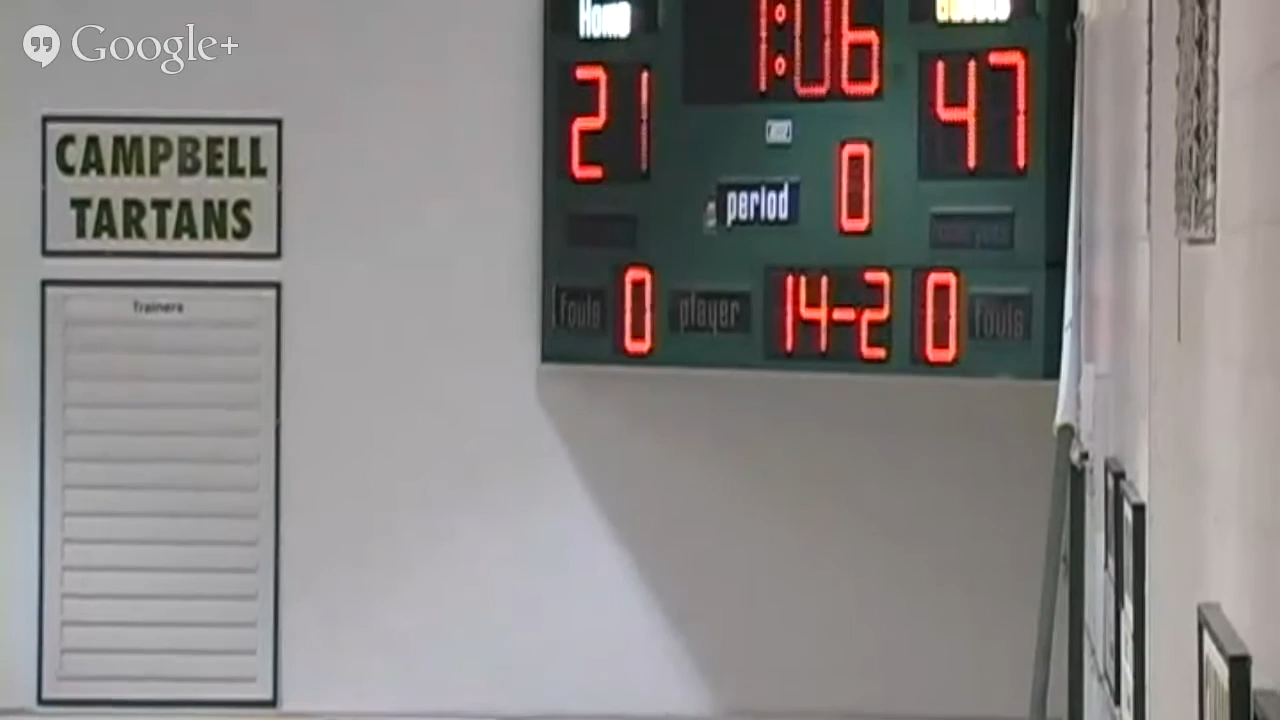 Google+
Home
1:06
21
47
CAMPBELL
TARTANS
period
0
Trainers
fouls
0
player
14-2
0
fouls